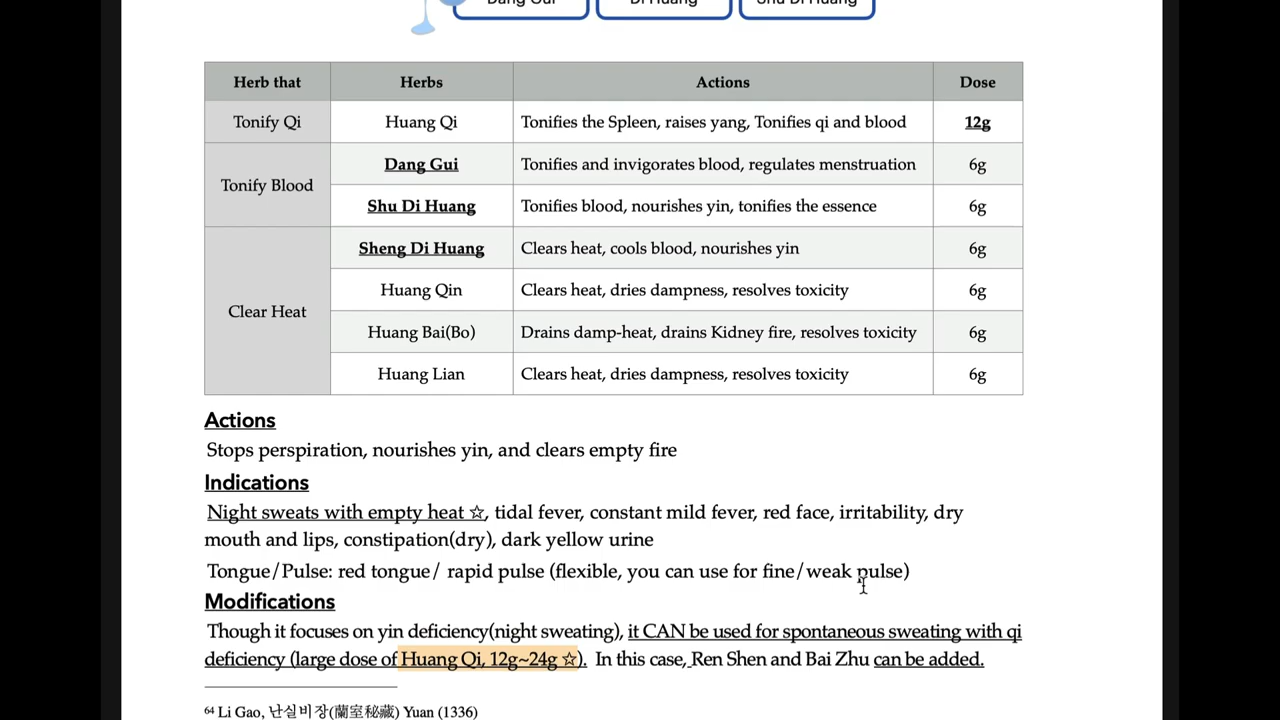 Dang Gui Di Huang Shu Di Huang
Herb that Herbs Actions Dose
Tonify Qi Huang Qi Tonifies the Spleen, raises yang, Tonifies qi and blood 12g
Tonify Blood
Dang Gui Tonifies and invigorates blood, regulates menstruation 6g
Shu Di Huang Tonifies blood, nourishes yin, tonifies the essence 6g
Clear Heat
Sheng Di Huang Clears heat, cools blood, nourishes yin 6g
Huang Qin Clears heat, dries dampness, resolves toxicity 6g
Huang Bai(Bo) Drains damp-heat, drains Kidney fire, resolves toxicity 6g
Huang Lian Clears heat, dries dampness, resolves toxicity 6g
Actions
Stops perspiration, nourishes yin, and clears empty fire
Indications
Night sweats with empty heat ☆, tidal fever, constant mild fever, red face, irritability, dry
mouth and lips, constipation(dry), dark yellow urine
Tongue/Pulse: red tongue/ rapid pulse (flexible, you can use for fine/weak pulse)
Modifications
Though it focuses on yin deficiency(night sweating), it CAN be used for spontaneous sweating with qi
deficiency (large dose of Huang Qi, 12g~24g ☆). In this case, Ren Shen and Bai Zhu can be added.
64 Li Gao, 난실비장(蘭室秘藏) Yuan (1336)